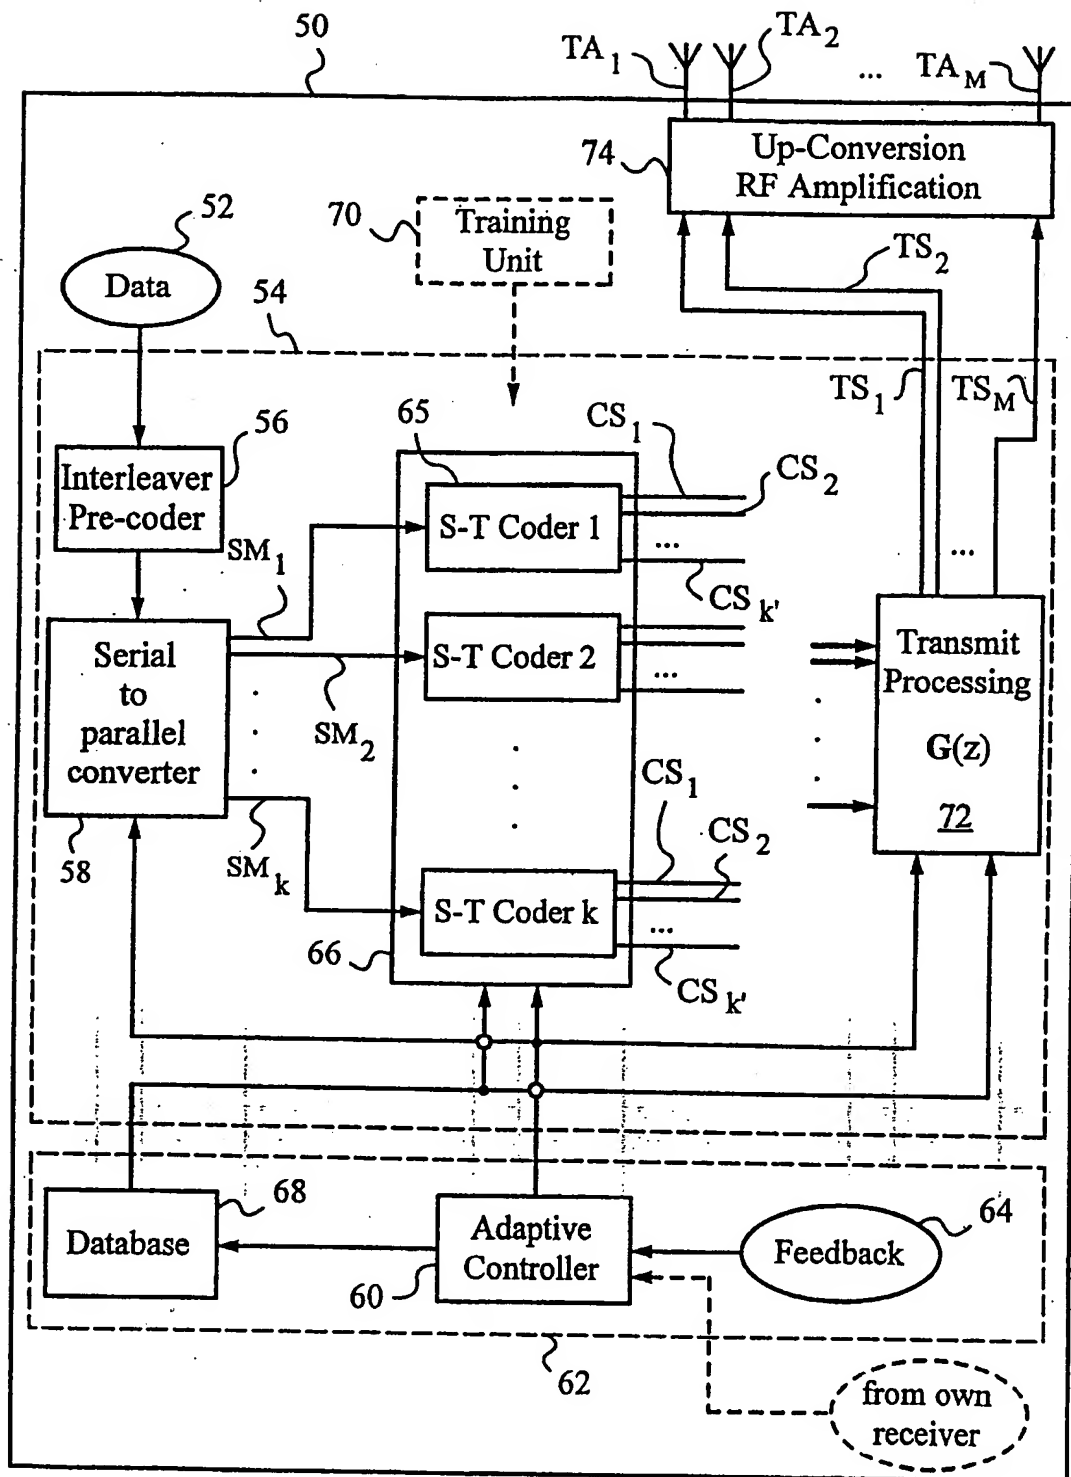 50
TA1
TA2
...
TAM
74
Up-Conversion
RF Amplification
52
Data
70
Training
Unit
TS2
54
TS1
TSM
56
Interleaver
Pre-coder
65
CS1
CS2
S-T Coder 1
...
CSk'
SM1
Serial
to
parallel
converter
SM2
S-T Coder 2
...
...
Transmit
Processing
G(z)
72
58
SMk
CS1
CS2
S-T Coder k
...
66
CSk'
68
Database
Adaptive
Controller
60
64
Feedback
62
from own
receiver